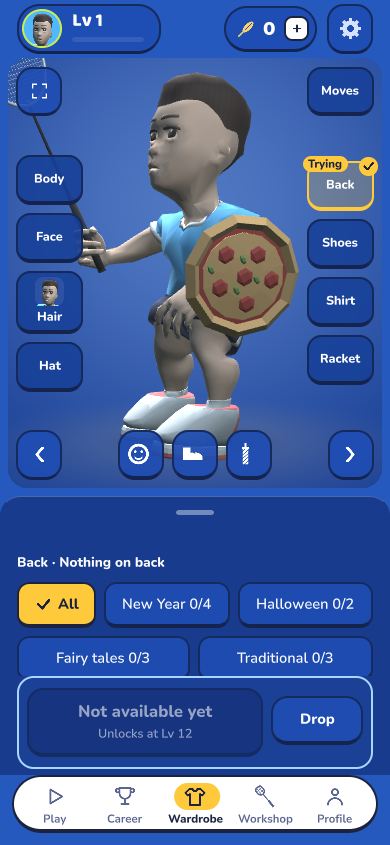 Lv 1
0
+
Moves
Trying
Back
Body
Face
Shoes
Hair
Shirt
Hat
Racket
Back · Nothing on back
All
New Year 0/4
Halloween 0/2
Fairy tales 0/3
Traditional 0/3
Not available yet
Unlocks at Lv 12
Drop
Play
Career
Wardrobe
Workshop
Profile